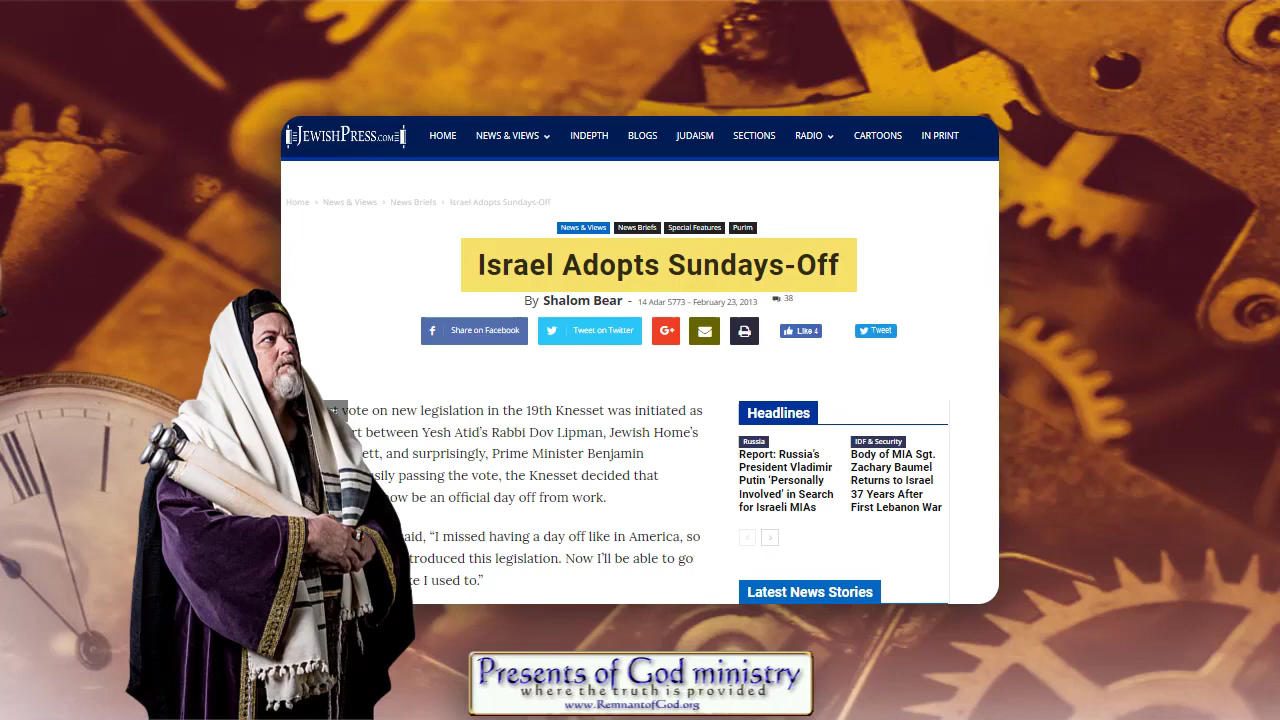 JEWISHPRESS.COM HOME NEWS & VIEWS INDEPTH BLOGS JUDAISM SECTIONS RADIO CARTOONS IN PRINT
Home › News & Views › News Briefs › Israel Adopts Sundays-Off
News & Views News Briefs Special Features Purim
Israel Adopts Sundays-Off
By Shalom Bear - 14 Adar 5773 – February 23, 2013 38
Share on Facebook Tweet on Twitter G+ Like 4 Tweet
vote on new legislation in the 19th Knesset was initiated as
between Yesh Atid’s Rabbi Dov Lipman, Jewish Home’s
and surprisingly, Prime Minister Benjamin
passing the vote, the Knesset decided that
be an official day off from work.
“I missed having a day off like in America, so
this legislation. Now I’ll be able to go
I used to.”
Headlines
Russia
Report: Russia’s
President Vladimir
Putin ‘Personally
Involved’ in Search
for Israeli MIAs
IDF & Security
Body of MIA Sgt.
Zachary Baumel
Returns to Israel
37 Years After
First Lebanon War
Latest News Stories
Presents of God ministry
where the truth is provided
www.RemnantofGod.org